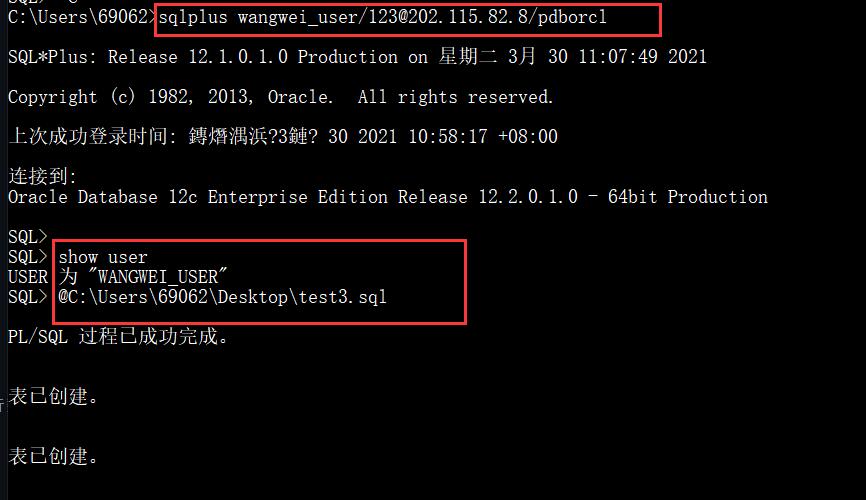 SQL> ^C
C:\Users\69062>sqlplus wangwei_user/123@202.115.82.8/pdborcl
SQL*Plus: Release 12.1.0.1.0 Production on 星期二 3月 30 11:07:49 2021
Copyright (c) 1982, 2013, Oracle.  All rights reserved.
上次成功登录时间: 鏄熸湡浜?3鏈? 30 2021 10:58:17 +08:00
连接到:
Oracle Database 12c Enterprise Edition Release 12.2.0.1.0 - 64bit Production
SQL>
SQL> show user
USER 为 "WANGWEI_USER"
SQL> @C:\Users\69062\Desktop\test3.sql
PL/SQL 过程已成功完成。
表已创建。
表已创建。